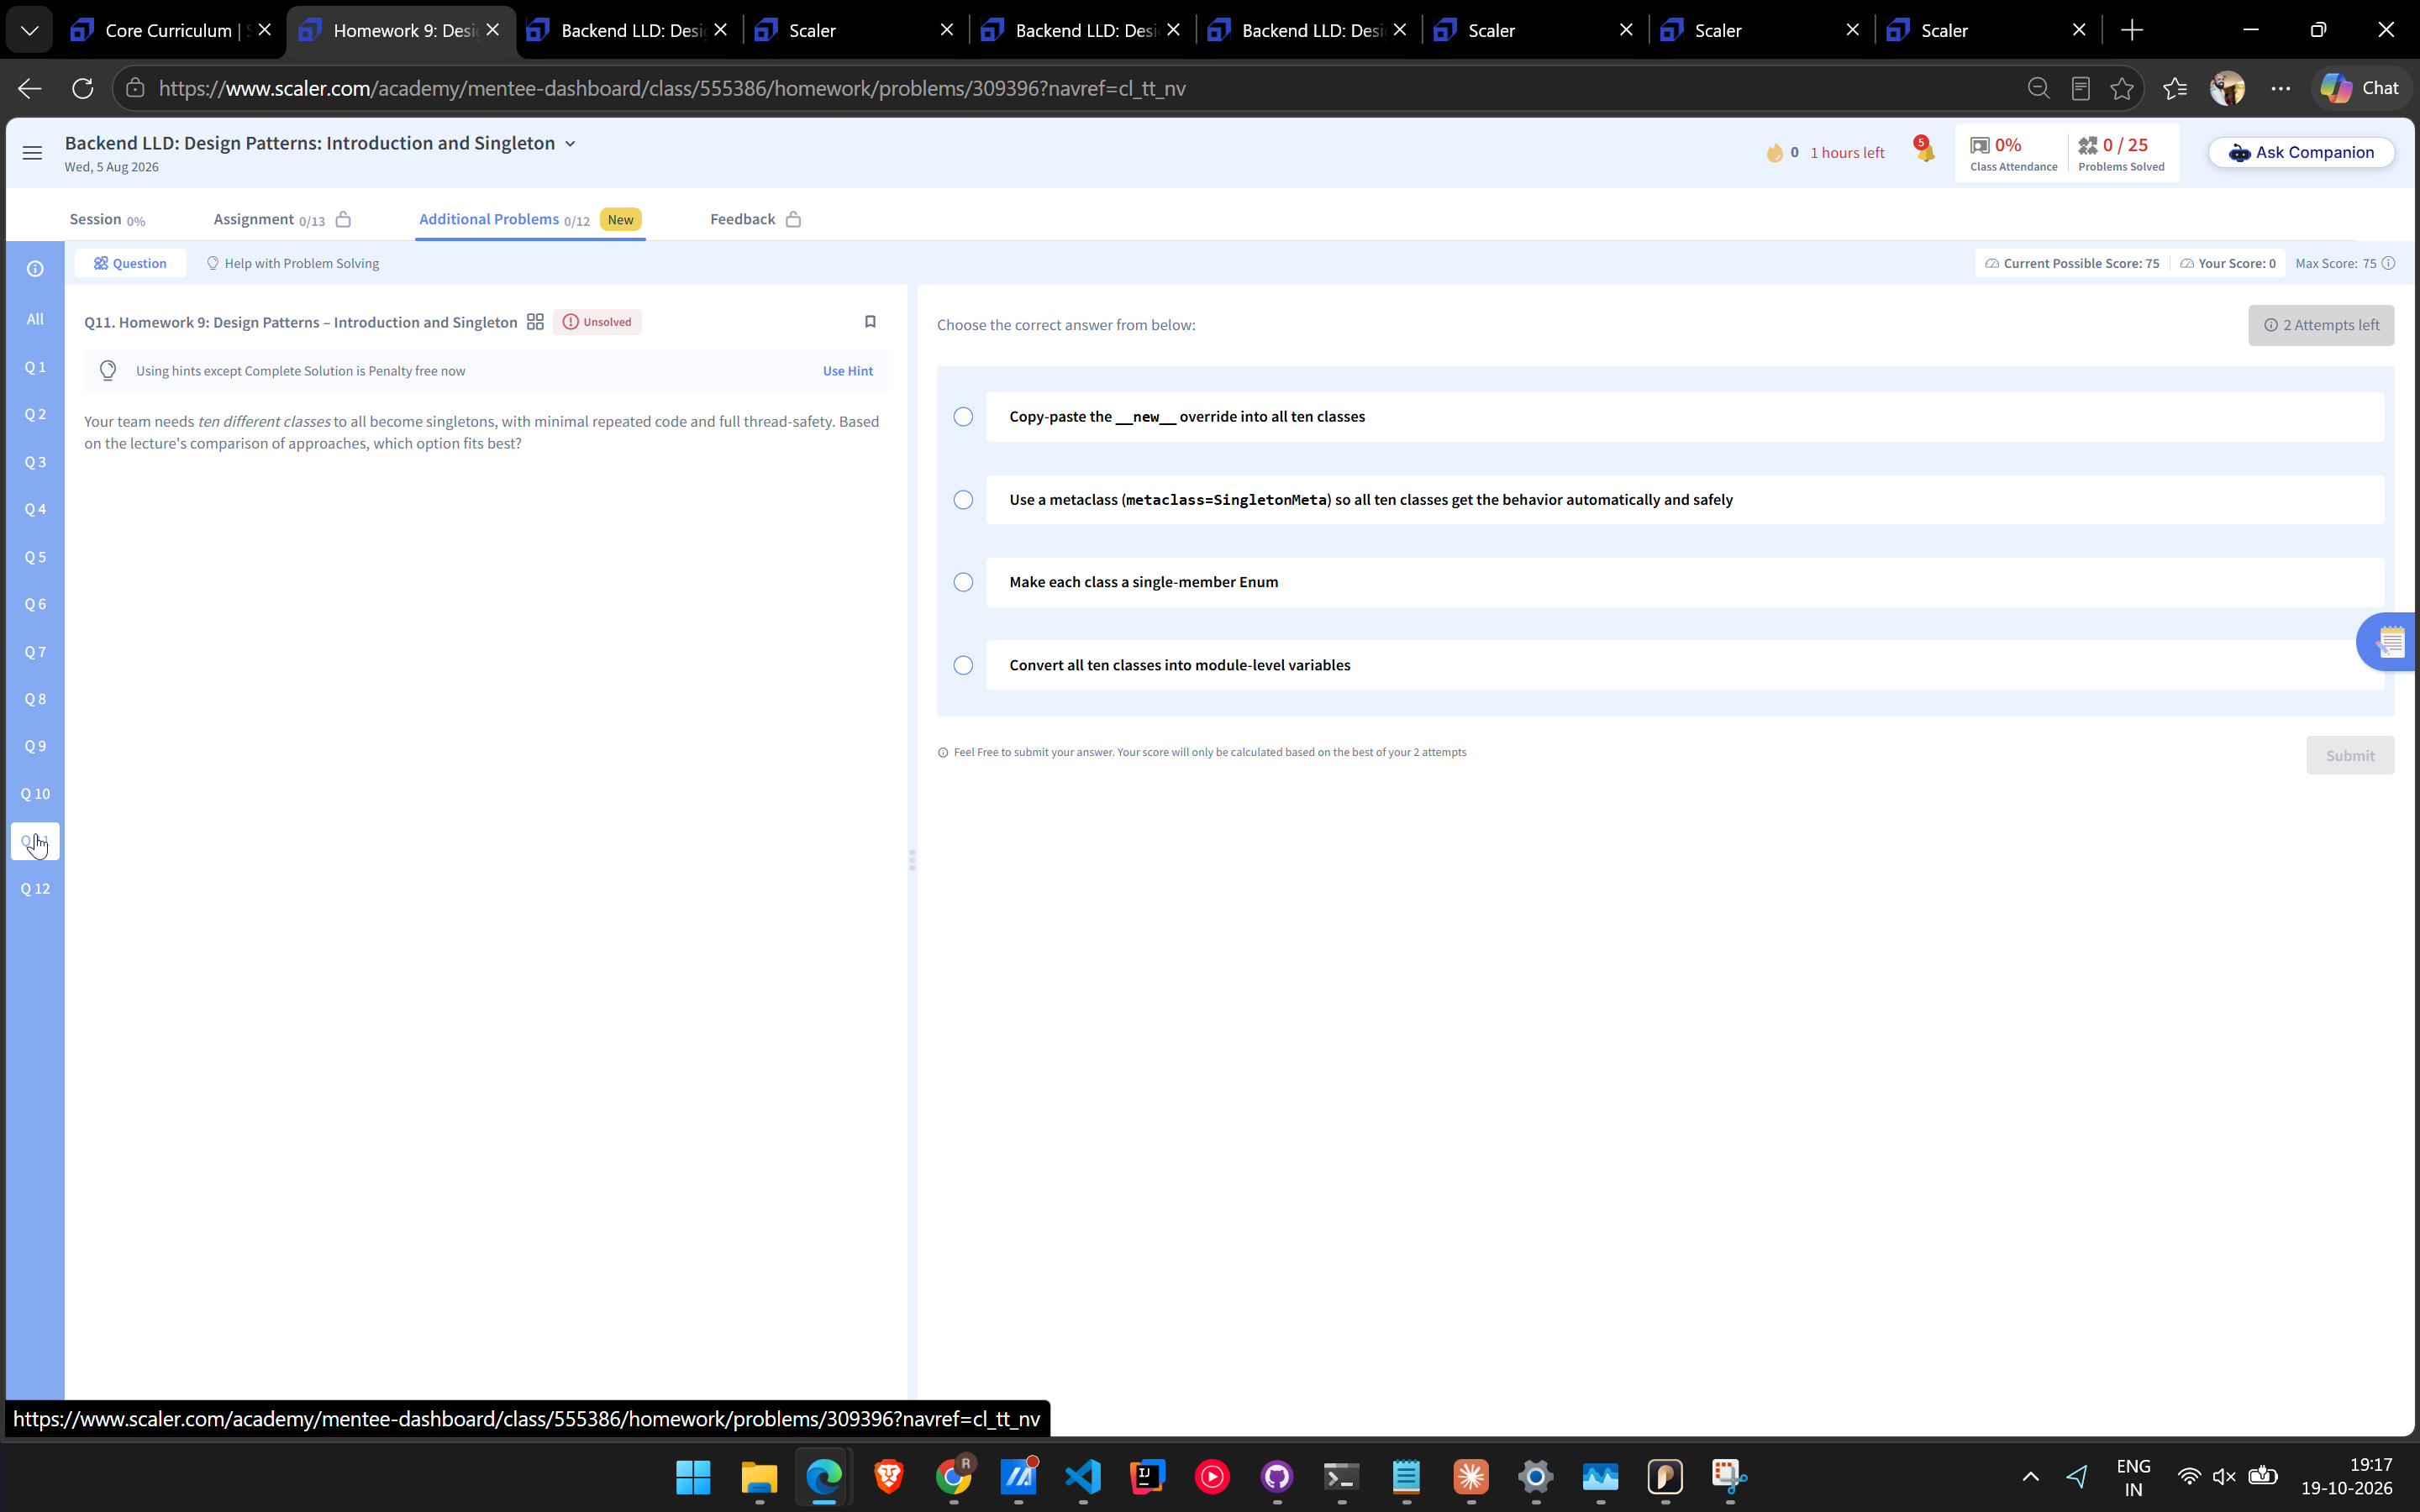 Core Curriculum | S
Homework 9: Desi
Backend LLD: Desi
Scaler
Backend LLD: Desi
Backend LLD: Desi
Scaler
Scaler
Scaler
https://www.scaler.com/academy/mentee-dashboard/class/555386/homework/problems/309396?navref=cl_tt_nv
Chat
Backend LLD: Design Patterns: Introduction and Singleton
Wed, 5 Aug 2026
0 1 hours left
5
0%
Class Attendance
0 / 25
Problems Solved
Ask Companion
Session 0%
Assignment 0/13
Additional Problems 0/12 New
Feedback
Question
Help with Problem Solving
Current Possible Score: 75
Your Score: 0
Max Score: 75
All
Q 1
Q 2
Q 3
Q 4
Q 5
Q 6
Q 7
Q 8
Q 9
Q 10
Q 12
Q11. Homework 9: Design Patterns – Introduction and Singleton
Unsolved
Using hints except Complete Solution is Penalty free now
Use Hint
Your team needs ten different classes to all become singletons, with minimal repeated code and full thread-safety. Based
on the lecture's comparison of approaches, which option fits best?
Choose the correct answer from below:
2 Attempts left
Copy-paste the __new__ override into all ten classes
Use a metaclass (metaclass=SingletonMeta) so all ten classes get the behavior automatically and safely
Make each class a single-member Enum
Convert all ten classes into module-level variables
Feel Free to submit your answer. Your score will only be calculated based on the best of your 2 attempts
Submit
https://www.scaler.com/academy/mentee-dashboard/class/555386/homework/problems/309396?navref=cl_tt_nv
R
IJ
ENG
IN
19:17
19-10-2026